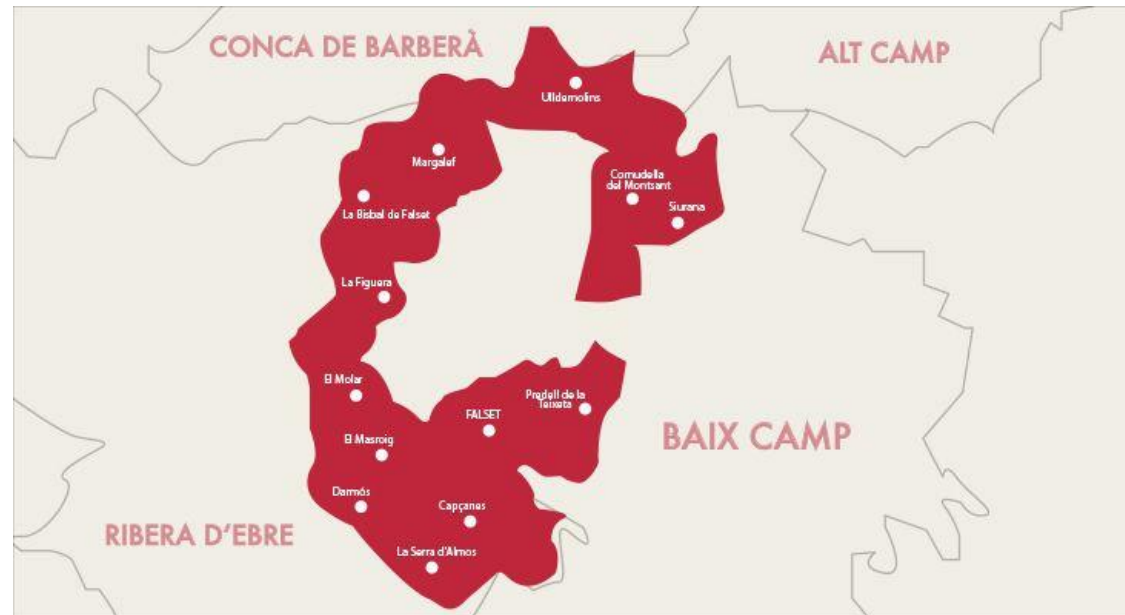 CONCA DE BARBERÀ
ALT CAMP
Ulldemolins
Margalef
Cornudella
del Montsant
La Bisbal de Falset
Siurana
La Figuera
El Molar
Predell de la
Teixeta
FALSET
BAIX CAMP
El Masroig
Darmós
Capçanes
RIBERA D'EBRE
La Serra d'Almos